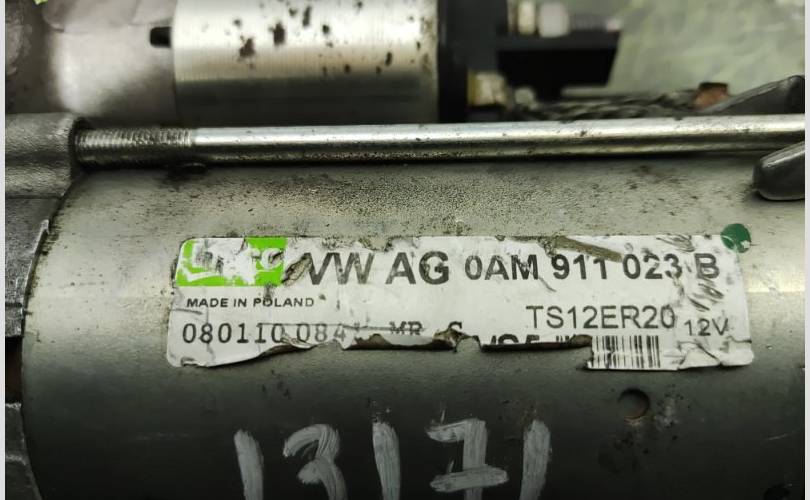 VW AG 0AM 911 023 B
MADE IN POLAND
TS12ER20 12V
080110 084
13171